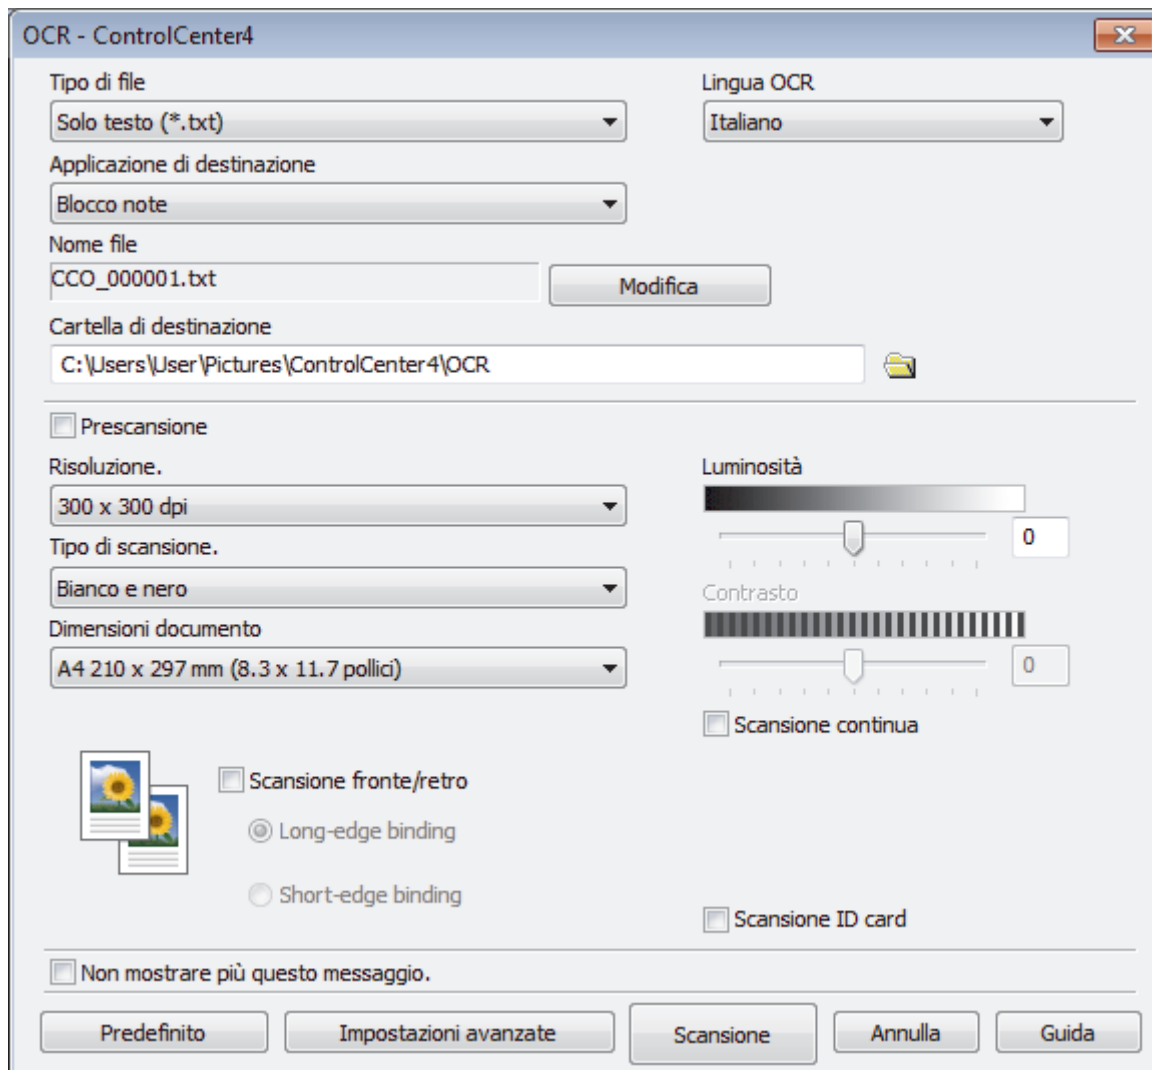 OCR - ControlCenter4
Tipo di file
Lingua OCR
Solo testo (*.txt)
Italiano
Applicazione di destinazione
Blocco note
Nome file
CCO_000001.txt
Modifica
Cartella di destinazione
C:\Users\User\Pictures\ControlCenter4\OCR
Prescansione
Risoluzione.
Luminosità
300 x 300 dpi
0
Tipo di scansione.
Bianco e nero
Contrasto
Dimensioni documento
A4 210 x 297 mm (8.3 x 11.7 pollici)
0
Scansione continua
Scansione fronte/retro
Long-edge binding
Short-edge binding
Scansione ID card
Non mostrare più questo messaggio.
Predefinito
Impostazioni avanzate
Scansione
Annulla
Guida